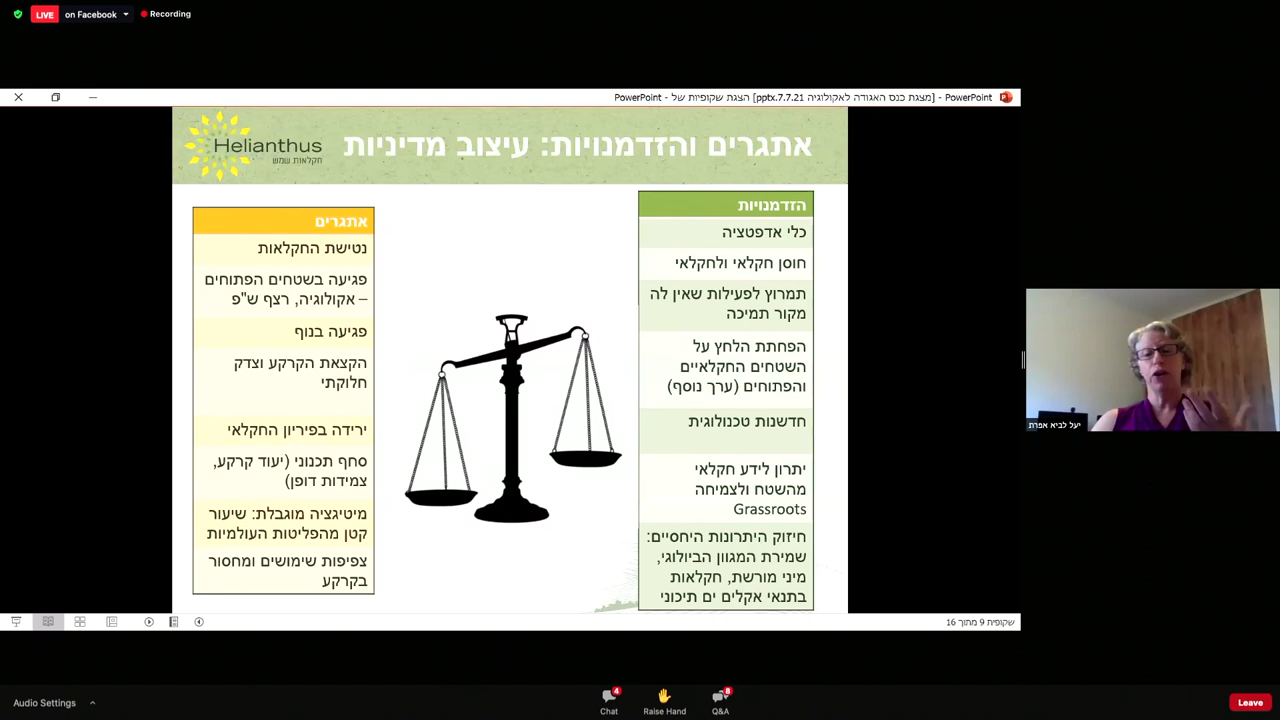 LIVE
on Facebook
Recording
PowerPoint - [מצגת כנס האגודה לאקולוגיה 7.7.21.pptx] הצגת שקופיות של - PowerPoint
אתגרים והזדמנויות: עיצוב מדיניות
Helianthus
חקלאות שמש
הזדמנויות
כלי אדפטציה
חוסן חקלאי ולחקלאי
תמרוץ לפעילות שאין לה
מקור תמיכה
הפחתת הלחץ על
השטחים החקלאיים
והפתוחים (ערך נוסף)
חדשנות טכנולוגית
יתרון לידע חקלאי
מהשטח ולצמיחה
Grassroots
חיזוק היתרונות היחסיים:
שמירת המגוון הביולוגי,
מיני מורשת, חקלאות
בתנאי אקלים ים תיכוני
אתגרים
נטישת החקלאות
פגיעה בשטחים הפתוחים
– אקולוגיה, רצף ש"פ
פגיעה בנוף
הקצאת הקרקע וצדק
חלוקתי
ירידה בפיריון החקלאי
סחף תכנוני (יעוד קרקע,
צמידות דופן)
מיטיגציה מוגבלת: שיעור
קטן מהפליטות העולמיות
צפיפות שימושים ומחסור
בקרקע
יעל לביא אפרת
שקופית 9 מתוך 16
Audio Settings
4
Chat
Raise Hand
8
Q&A
Leave